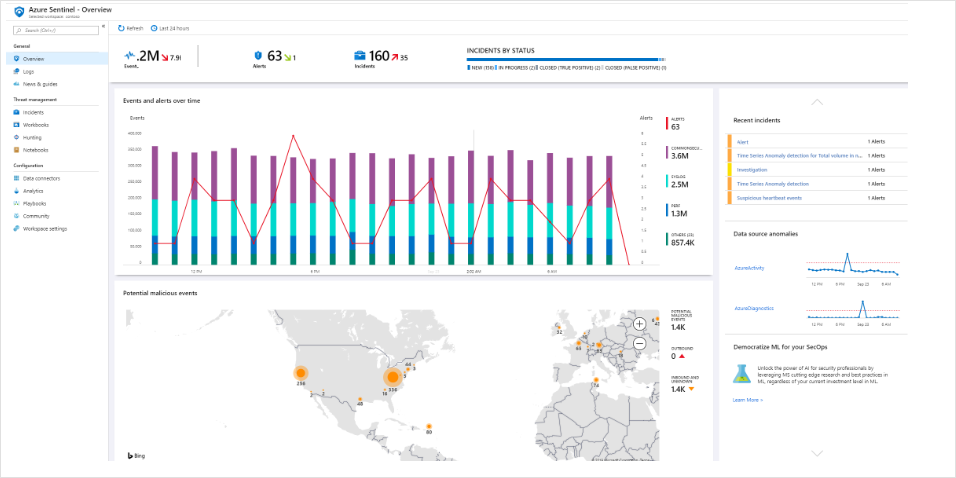 Azure Sentinel - Overview
Selected workspace: contoso
Search (Ctrl+/)
«
General
Overview
Logs
News & guides
Threat management
Incidents
Workbooks
Hunting
Notebooks
Configuration
Data connectors
Analytics
Playbooks
Community
Workspace settings
Refresh
Last 24 hours
.2M
7.9
Event..
63
1
Alerts
160
35
Incidents
INCIDENTS BY STATUS
NEW (155) IN PROGRESS (2) CLOSED (TRUE POSITIVE) (2) CLOSED (FALSE POSITIVE) (1)
Events and alerts over time
Events
Alerts
400,000
350,000
300,000
250,000
200,000
150,000
100,000
50,000
0
12 PM
6 PM
Sep 22
6 AM
ALERTS
63
3.6M
SYSLOG
2.5M
PERF
1.3M
OTHERS (25)
857.4K
Potential malicious events
44
2
2
48
10
1
80
32
74
18
POTENTIAL
MALICIOUS
EVENTS
1.4K
OUTBOUND
0
INBOUND AND
UNKNOWN
1.4K
Bing
Recent incidents
Alert
1 Alerts
Time Series Anomaly detection for Total volume in n...
1 Alerts
Investigation
1 Alerts
Time Series Anomaly detection
1 Alerts
Suspicious heartbeat events
1 Alerts
Data source anomalies
AzureActivity
12 PM 6 PM Sep 22 6 AM
AzureDiagnostics
12 PM 6 PM Sep 22 6 AM
Democratize ML for your SecOps
Unlock the power of AI for security professionals by
leveraging MS cutting edge research and best practices in
ML, regardless of your current investment level in ML.
Learn More >